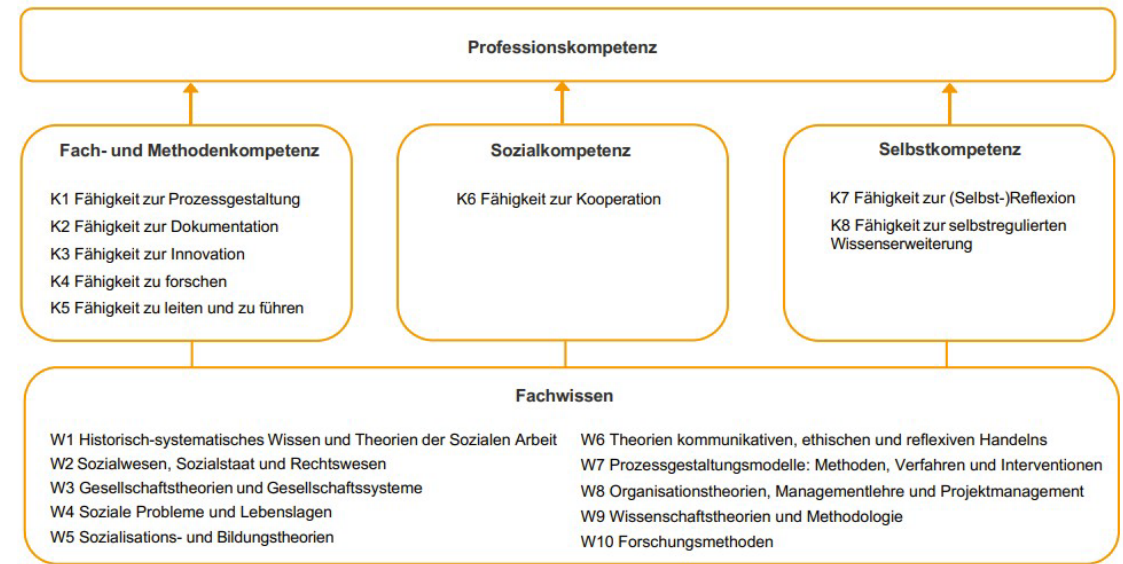 Professionskompetenz
Fach- und Methodenkompetenz
K1 Fähigkeit zur Prozessgestaltung
K2 Fähigkeit zur Dokumentation
K3 Fähigkeit zur Innovation
K4 Fähigkeit zu forschen
K5 Fähigkeit zu leiten und zu führen
Sozialkompetenz
K6 Fähigkeit zur Kooperation
Selbstkompetenz
K7 Fähigkeit zur (Selbst-)Reflexion
K8 Fähigkeit zur selbstregulierten
Wissenserweiterung
Fachwissen
W1 Historisch-systematisches Wissen und Theorien der Sozialen Arbeit
W2 Sozialwesen, Sozialstaat und Rechtswesen
W3 Gesellschaftstheorien und Gesellschaftssysteme
W4 Soziale Probleme und Lebenslagen
W5 Sozialisations- und Bildungstheorien
W6 Theorien kommunikativen, ethischen und reflexiven Handelns
W7 Prozessgestaltungsmodelle: Methoden, Verfahren und Interventionen
W8 Organisationstheorien, Managementlehre und Projektmanagement
W9 Wissenschaftstheorien und Methodologie
W10 Forschungsmethoden